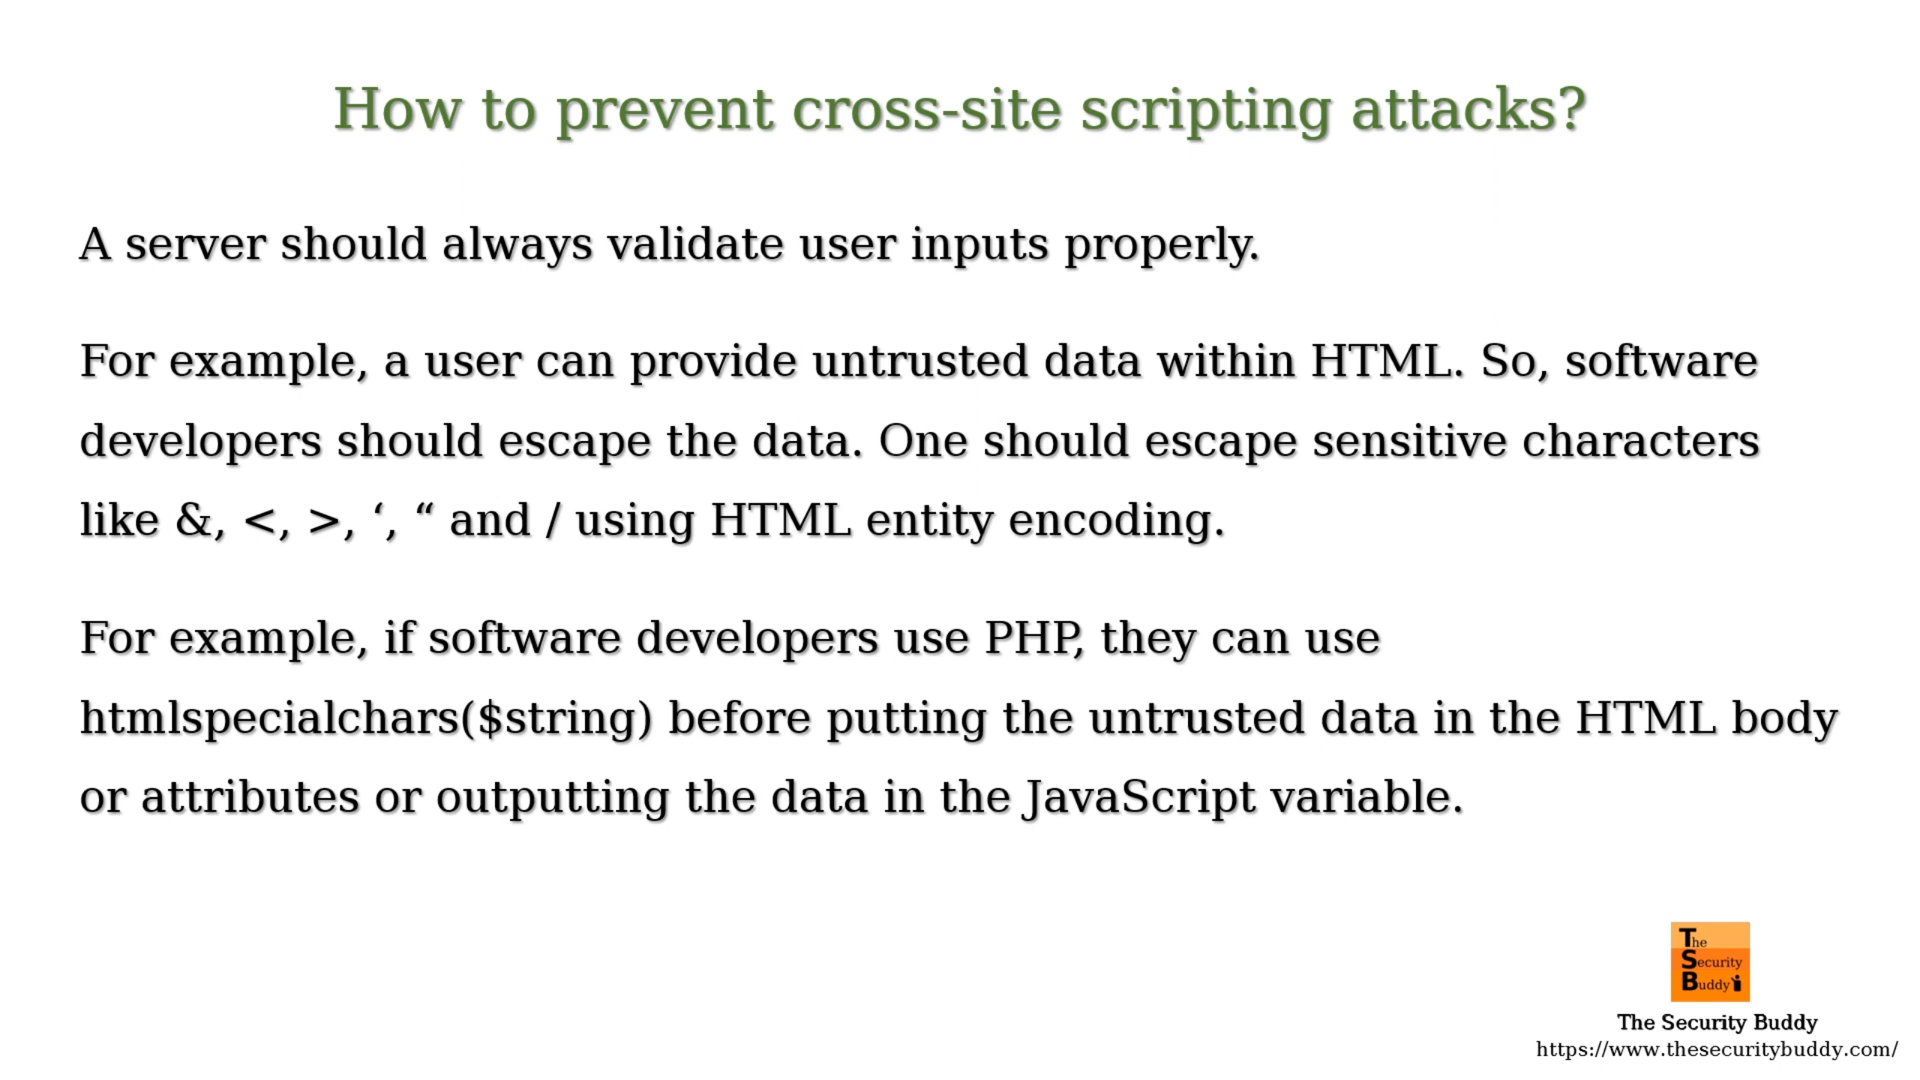 How to prevent cross-site scripting attacks?
A server should always validate user inputs properly.
For example, a user can provide untrusted data within HTML. So, software
developers should escape the data. One should escape sensitive characters
like &, <, >, ‘, “ and / using HTML entity encoding.
For example, if software developers use PHP, they can use
htmlspecialchars($string) before putting the untrusted data in the HTML body
or attributes or outputting the data in the JavaScript variable.
The
Security
Buddy
The Security Buddy
https://www.thesecuritybuddy.com/